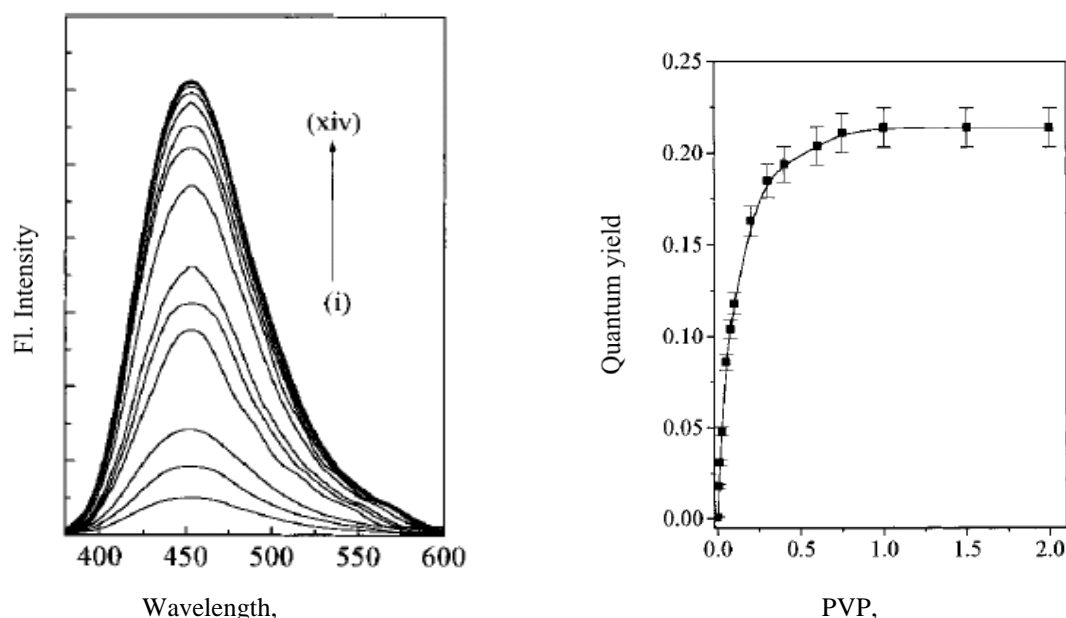 Fl. Intensity
(xiv)
(i)
400 450 500 550 600
Wavelength,
Quantum yield
0.25
0.20
0.15
0.10
0.05
0.00
0.0 0.5 1.0 1.5 2.0
PVP,